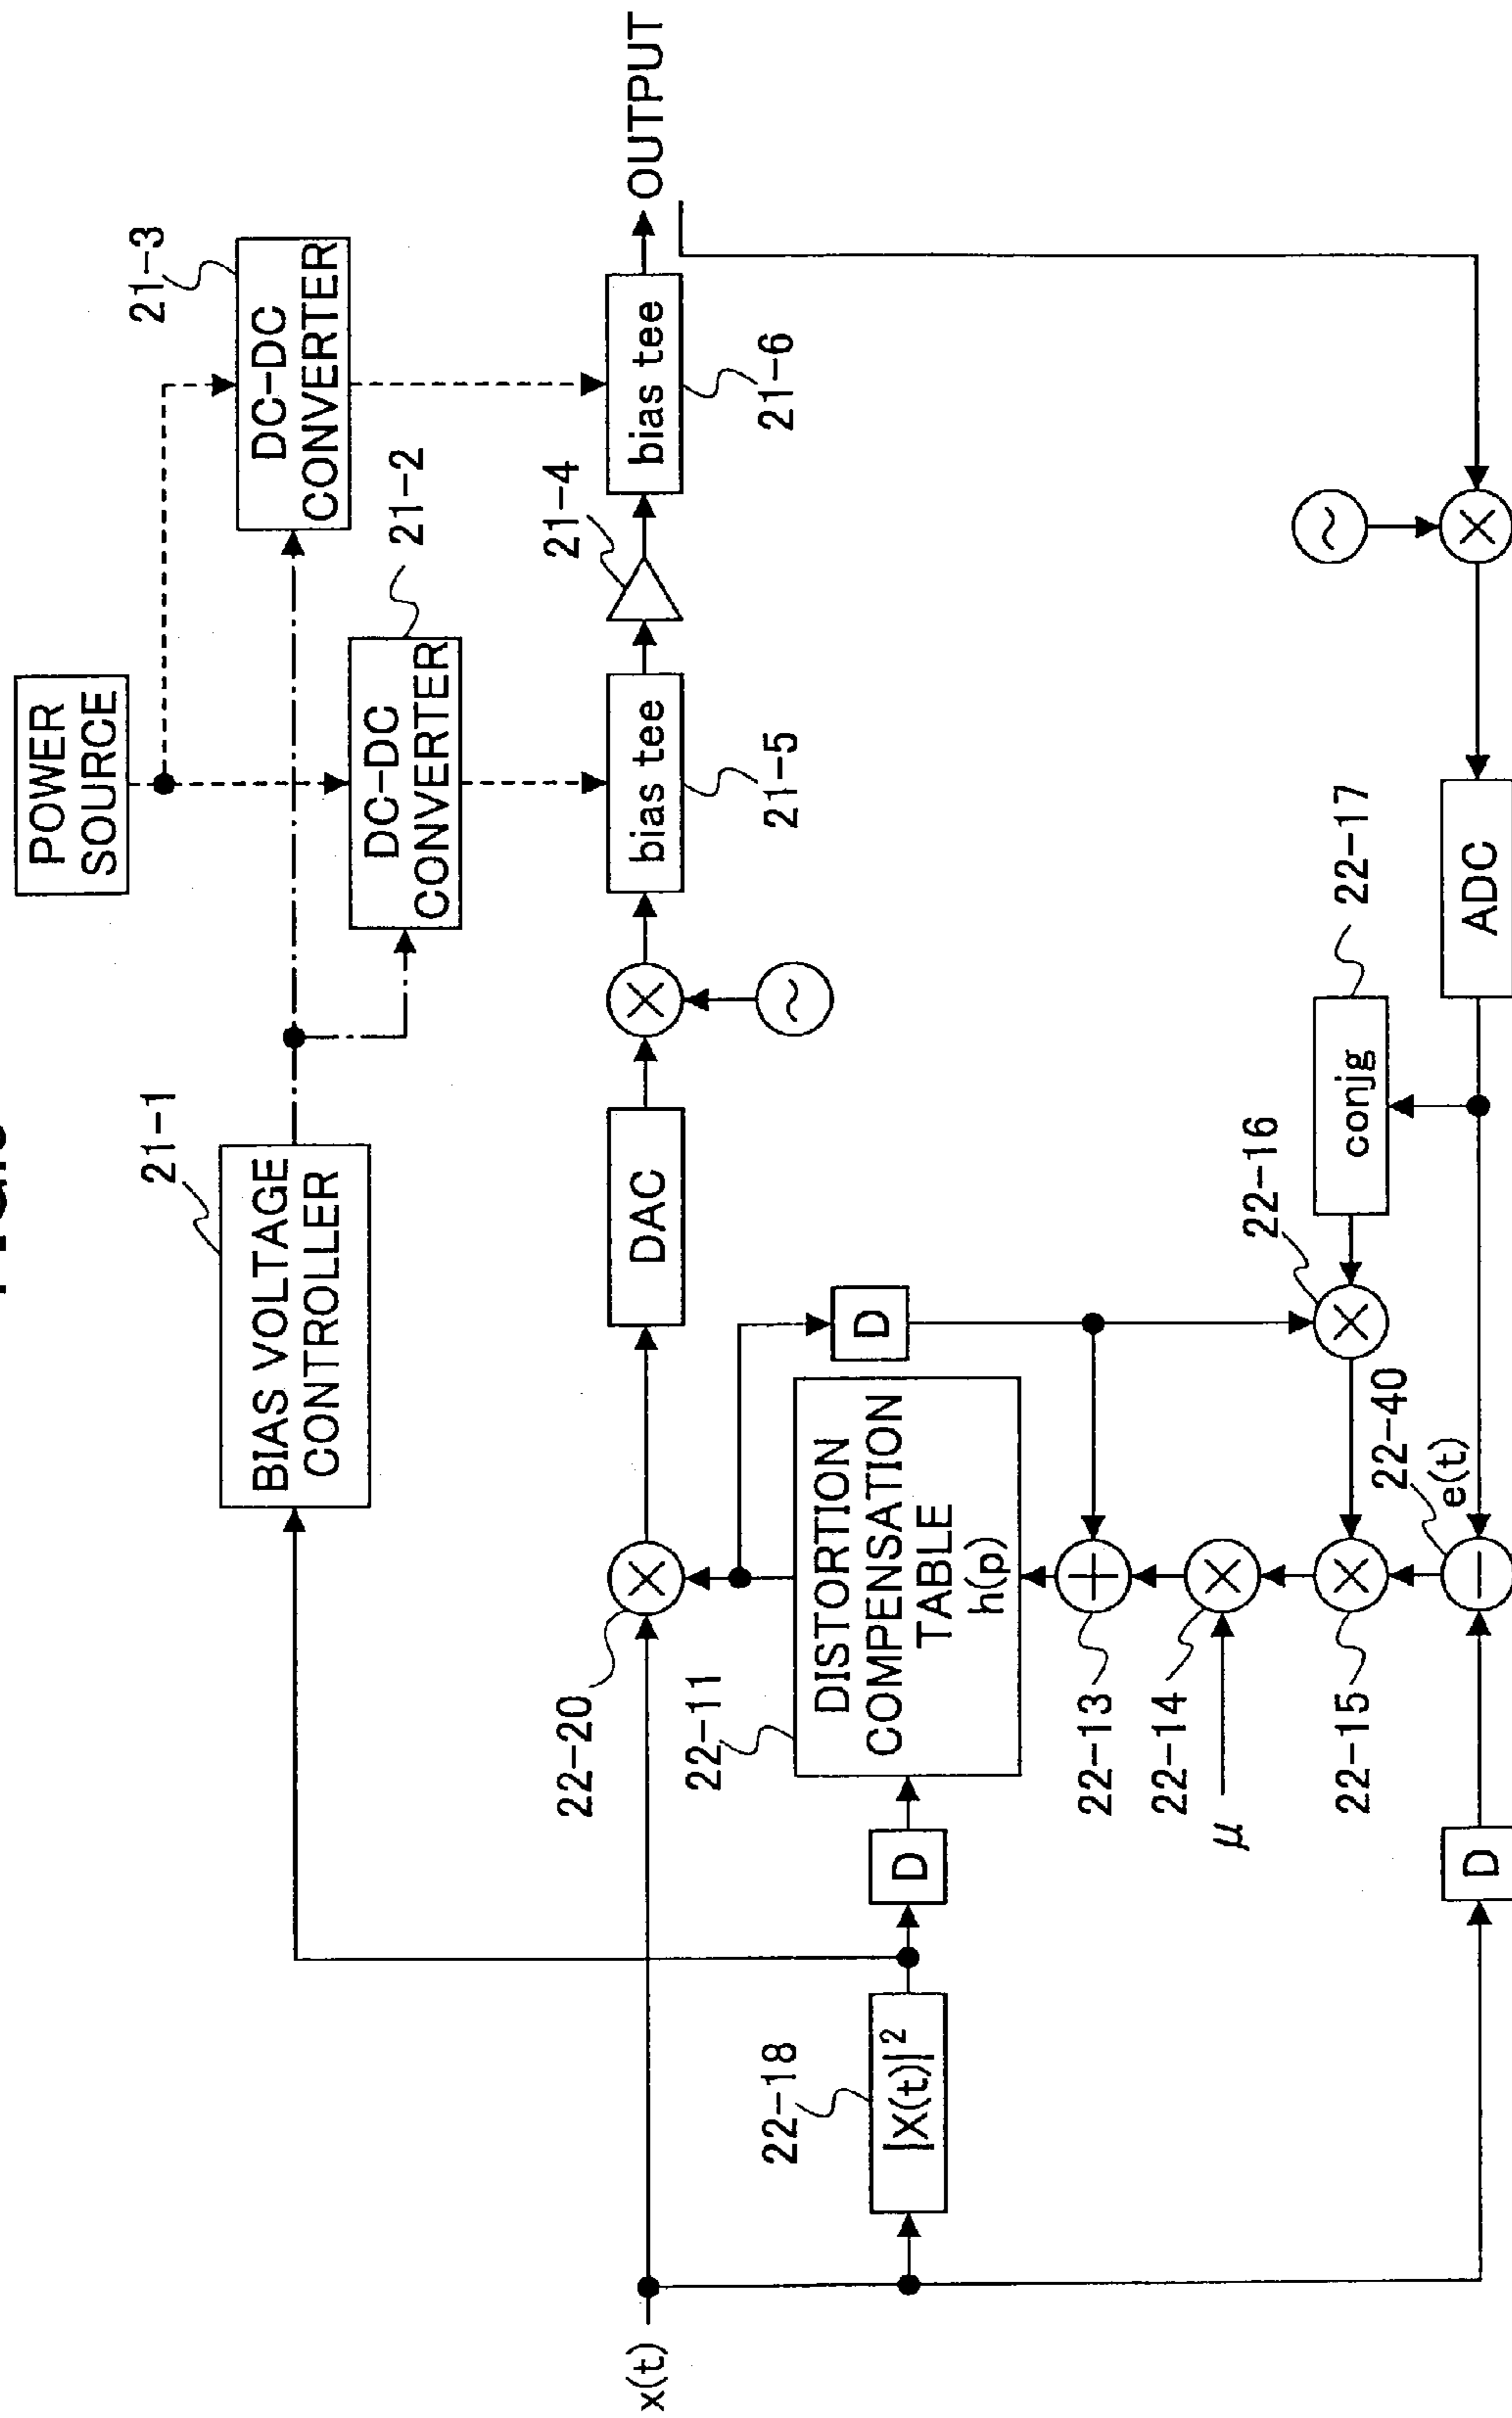 POWER
SOURCE
21-3
DC-DC
CONVERTER
21-1
BIAS VOLTAGE
CONTROLLER
DC-DC
CONVERTER
21-2
21-4
22-20
DAC
bias tee
21-5
bias tee
21-6
OUTPUT
x(t)
22-18
|X(t)|²
D
22-11
DISTORTION
COMPENSATION
TABLE
h(p)
D
22-13
22-14
μ
22-15
22-16
conjg
22-17
22-40
e(t)
D
ADC